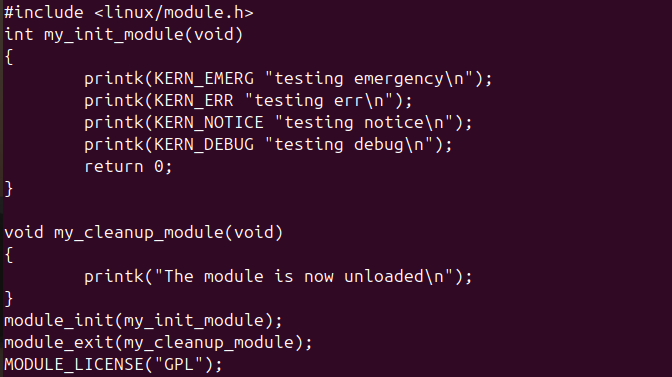 #include <linux/module.h>
int my_init_module(void)
{
        printk(KERN_EMERG "testing emergency\n");
        printk(KERN_ERR "testing err\n");
        printk(KERN_NOTICE "testing notice\n");
        printk(KERN_DEBUG "testing debug\n");
        return 0;
}

void my_cleanup_module(void)
{
        printk("The module is now unloaded\n");
}
module_init(my_init_module);
module_exit(my_cleanup_module);
MODULE_LICENSE("GPL");